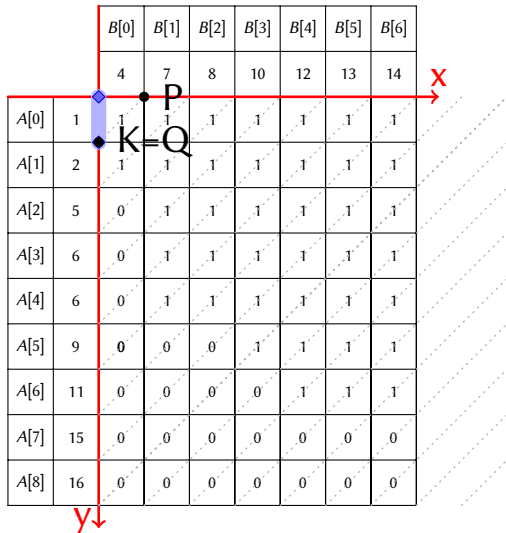 B[0] B[1] B[2] B[3] B[4] B[5] B[6]
4 7 8 10 12 13 14
x
P
A[0] 1 1 1 1 1 1 1 1
K=Q
A[1] 2 1 1 1 1 1 1 1
A[2] 5 0 1 1 1 1 1 1
A[3] 6 0 1 1 1 1 1 1
A[4] 6 0 1 1 1 1 1 1
A[5] 9 0 0 0 1 1 1 1
A[6] 11 0 0 0 0 1 1 1
A[7] 15 0 0 0 0 0 0 0
A[8] 16 0 0 0 0 0 0 0
y